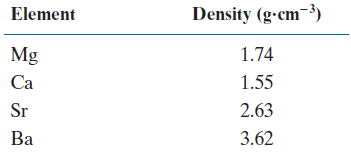 Element Density (g·cm⁻³)
Mg 1.74
Ca 1.55
Sr 2.63
Ba 3.62